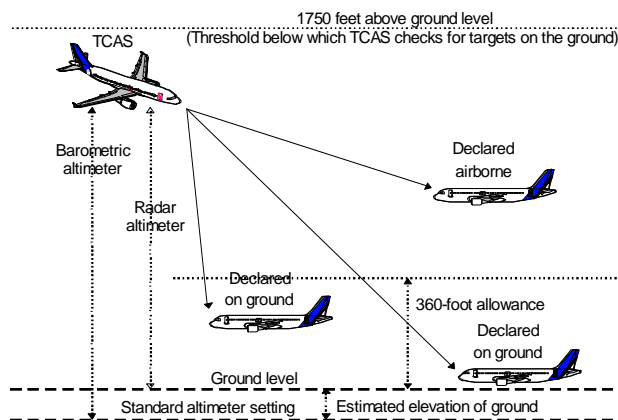 1750 feet above ground level
(Threshold below which TCAS checks for targets on the ground)
TCAS
Barometric
altimeter
Radar
altimeter
Declared
airborne
Declared
on ground
360-foot allowance
Declared
on ground
Ground level
Standard altimeter setting
Estimated elevation of ground